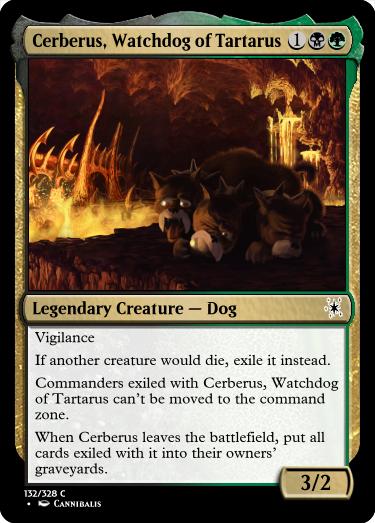 Cerberus, Watchdog of Tartarus 1
Legendary Creature — Dog
Vigilance
If another creature would die, exile it instead.
Commanders exiled with Cerberus, Watchdog
of Tartarus can't be moved to the command
zone.
When Cerberus leaves the battlefield, put all
cards exiled with it into their owners'
graveyards.
3/2
132/328 C
• Cannibalis